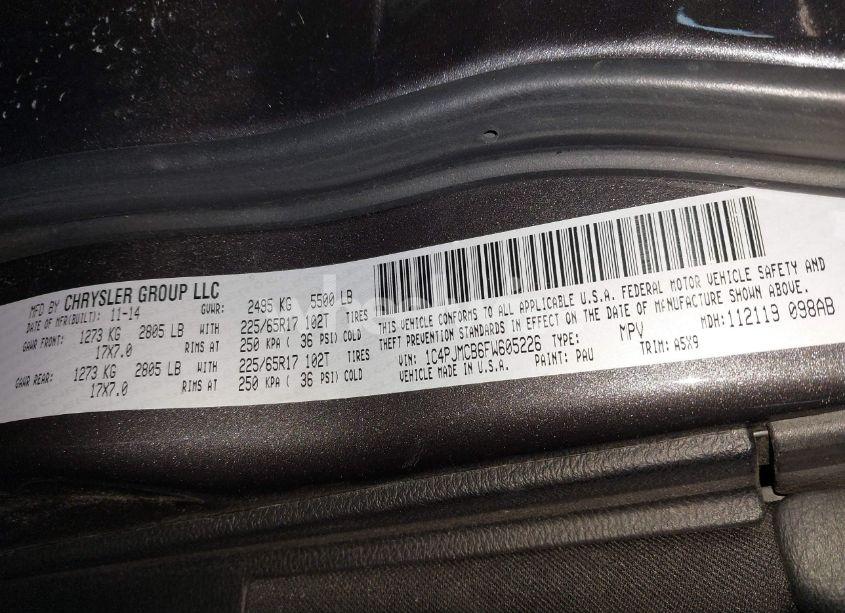 MFD BY CHRYSLER GROUP LLC
DATE OF MFR(BUILT): 11-14 GVWR: 2495 KG 5500 LB
GAWR FRONT: 1273 KG 2805 LB WITH 225/65R17 102T TIRES
17X7.0 RIMS AT 250 KPA ( 36 PSI) COLD
GAWR REAR: 1273 KG 2805 LB WITH 225/65R17 102T TIRES
17X7.0 RIMS AT 250 KPA ( 36 PSI) COLD
THIS VEHICLE CONFORMS TO ALL APPLICABLE U.S.A. FEDERAL MOTOR VEHICLE SAFETY AND
THEFT PREVENTION STANDARDS IN EFFECT ON THE DATE OF MANUFACTURE SHOWN ABOVE.
VIN: 1C4PJMCB6FW605226 TYPE: MPV MDH: 112119 098AB
VEHICLE MADE IN U.S.A. PAINT: PAU TRIM: A5X9